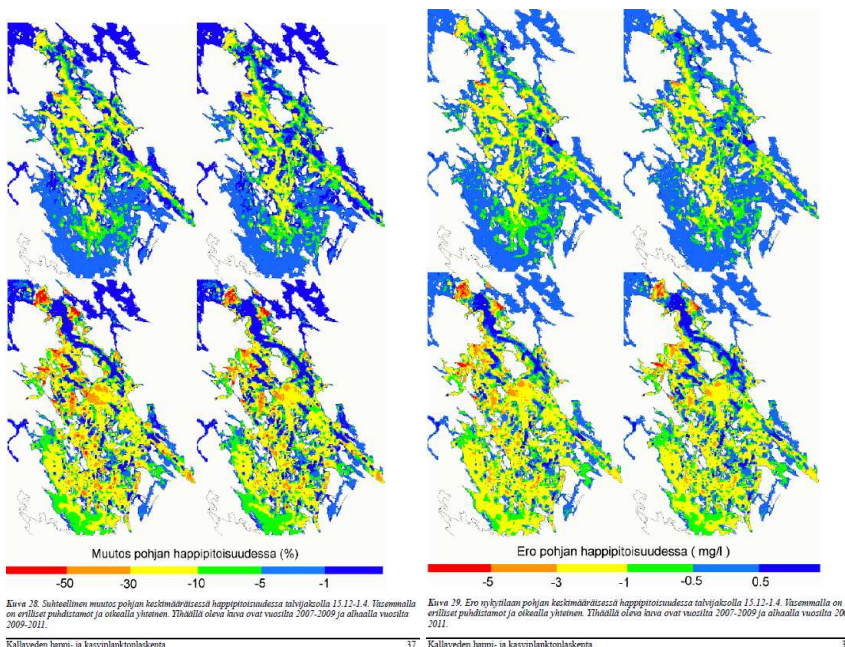 Muutos pohjan happipitoisuudessa (%)
-50 -30 -10 -5 -1
Kuva 28. Suhteellinen muutos pohjan keskimääräisessä happipitoisuudessa talvijaksolla 15.12-1.4. Vasemmalla
on erilliset puhdistamot ja oikealla yhteinen. Ylhäällä oleva kuva ovat vuosilta 2007-2009 ja alhaalla vuosilta
2009-2011.
Kallaveden happi- ja kasviplanktonlaskenta 37
Ero pohjan happipitoisuudessa ( mg/l )
-5 -3 -1 -0.5 0.5
Kuva 29. Ero nykytilaan pohjan keskimääräisessä happipitoisuudessa talvijaksolla 15.12-1.4. Vasemmalla on
erilliset puhdistamot ja oikealla yhteinen. Ylhäällä oleva kuva ovat vuosilta 2007-2009 ja alhaalla vuosilta 200
2011.
Kallaveden happi- ja kasviplanktonlaskenta 3